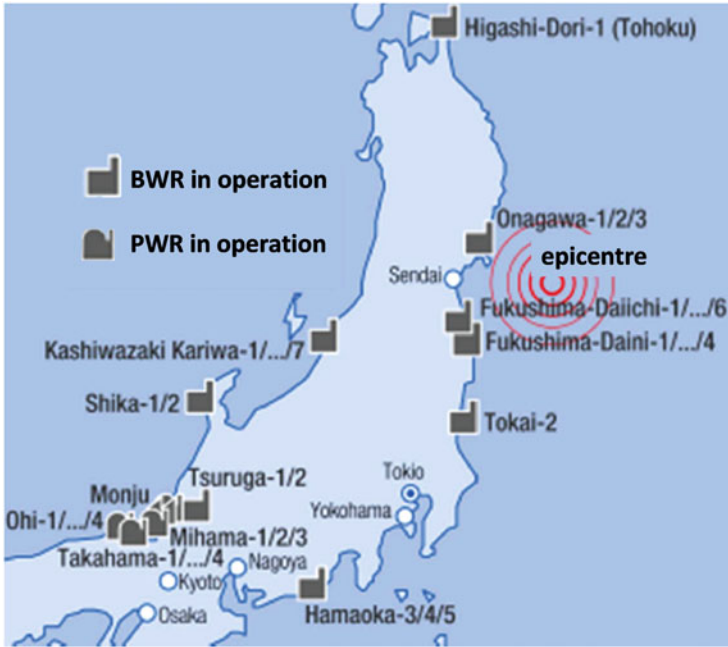 Higashi-Dori-1 (Tohoku)
BWR in operation
PWR in operation
Onagawa-1/2/3
epicentre
Sendai
Fukushima-Daiichi-1/.../6
Fukushima-Daini-1/.../4
Kashiwazaki Kariwa-1/.../7
Shika-1/2
Tokai-2
Tsuruga-1/2
Tokio
Monju
Yokohama
Ohi-1/.../4
Mihama-1/2/3
Takahama-1/.../4
Nagoya
Kyoto
Hamaoka-3/4/5
Osaka